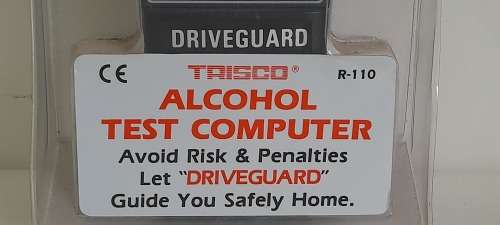 DRIVEGUARD
CE TRISCO® R-110
ALCOHOL
TEST COMPUTER
Avoid Risk & Penalties
Let "DRIVEGUARD"
Guide You Safely Home.